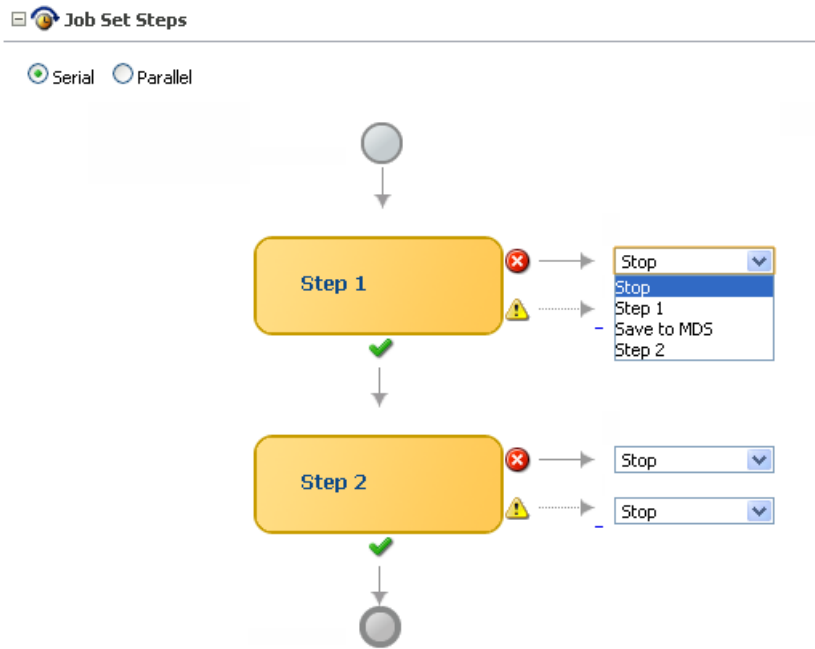 Job Set Steps
Serial Parallel
Stop
Step 1
Stop
Step 1
Save to MDS
Step 2
Stop
Step 2
Stop